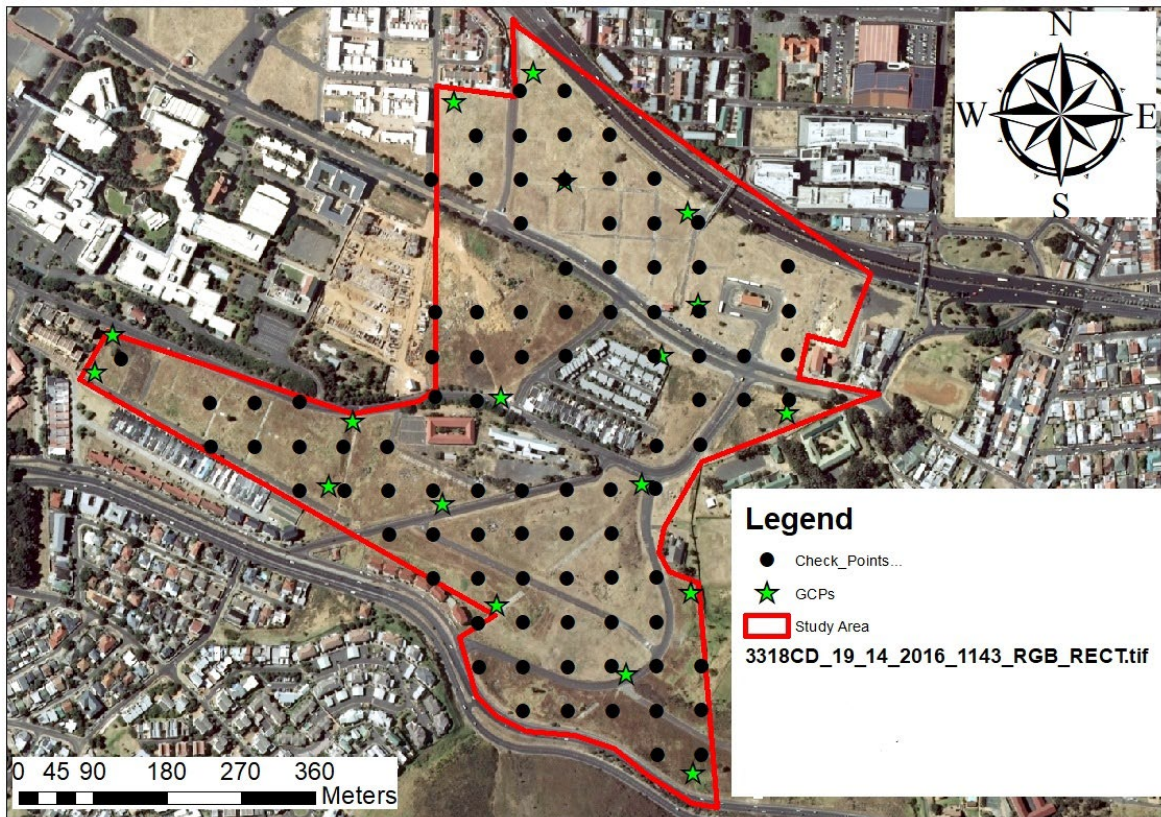 N
W E
S
Legend
Check_Points...
GCPs
Study Area
3318CD_19_14_2016_1143_RGB_RECT.tif
0 45 90 180 270 360
Meters